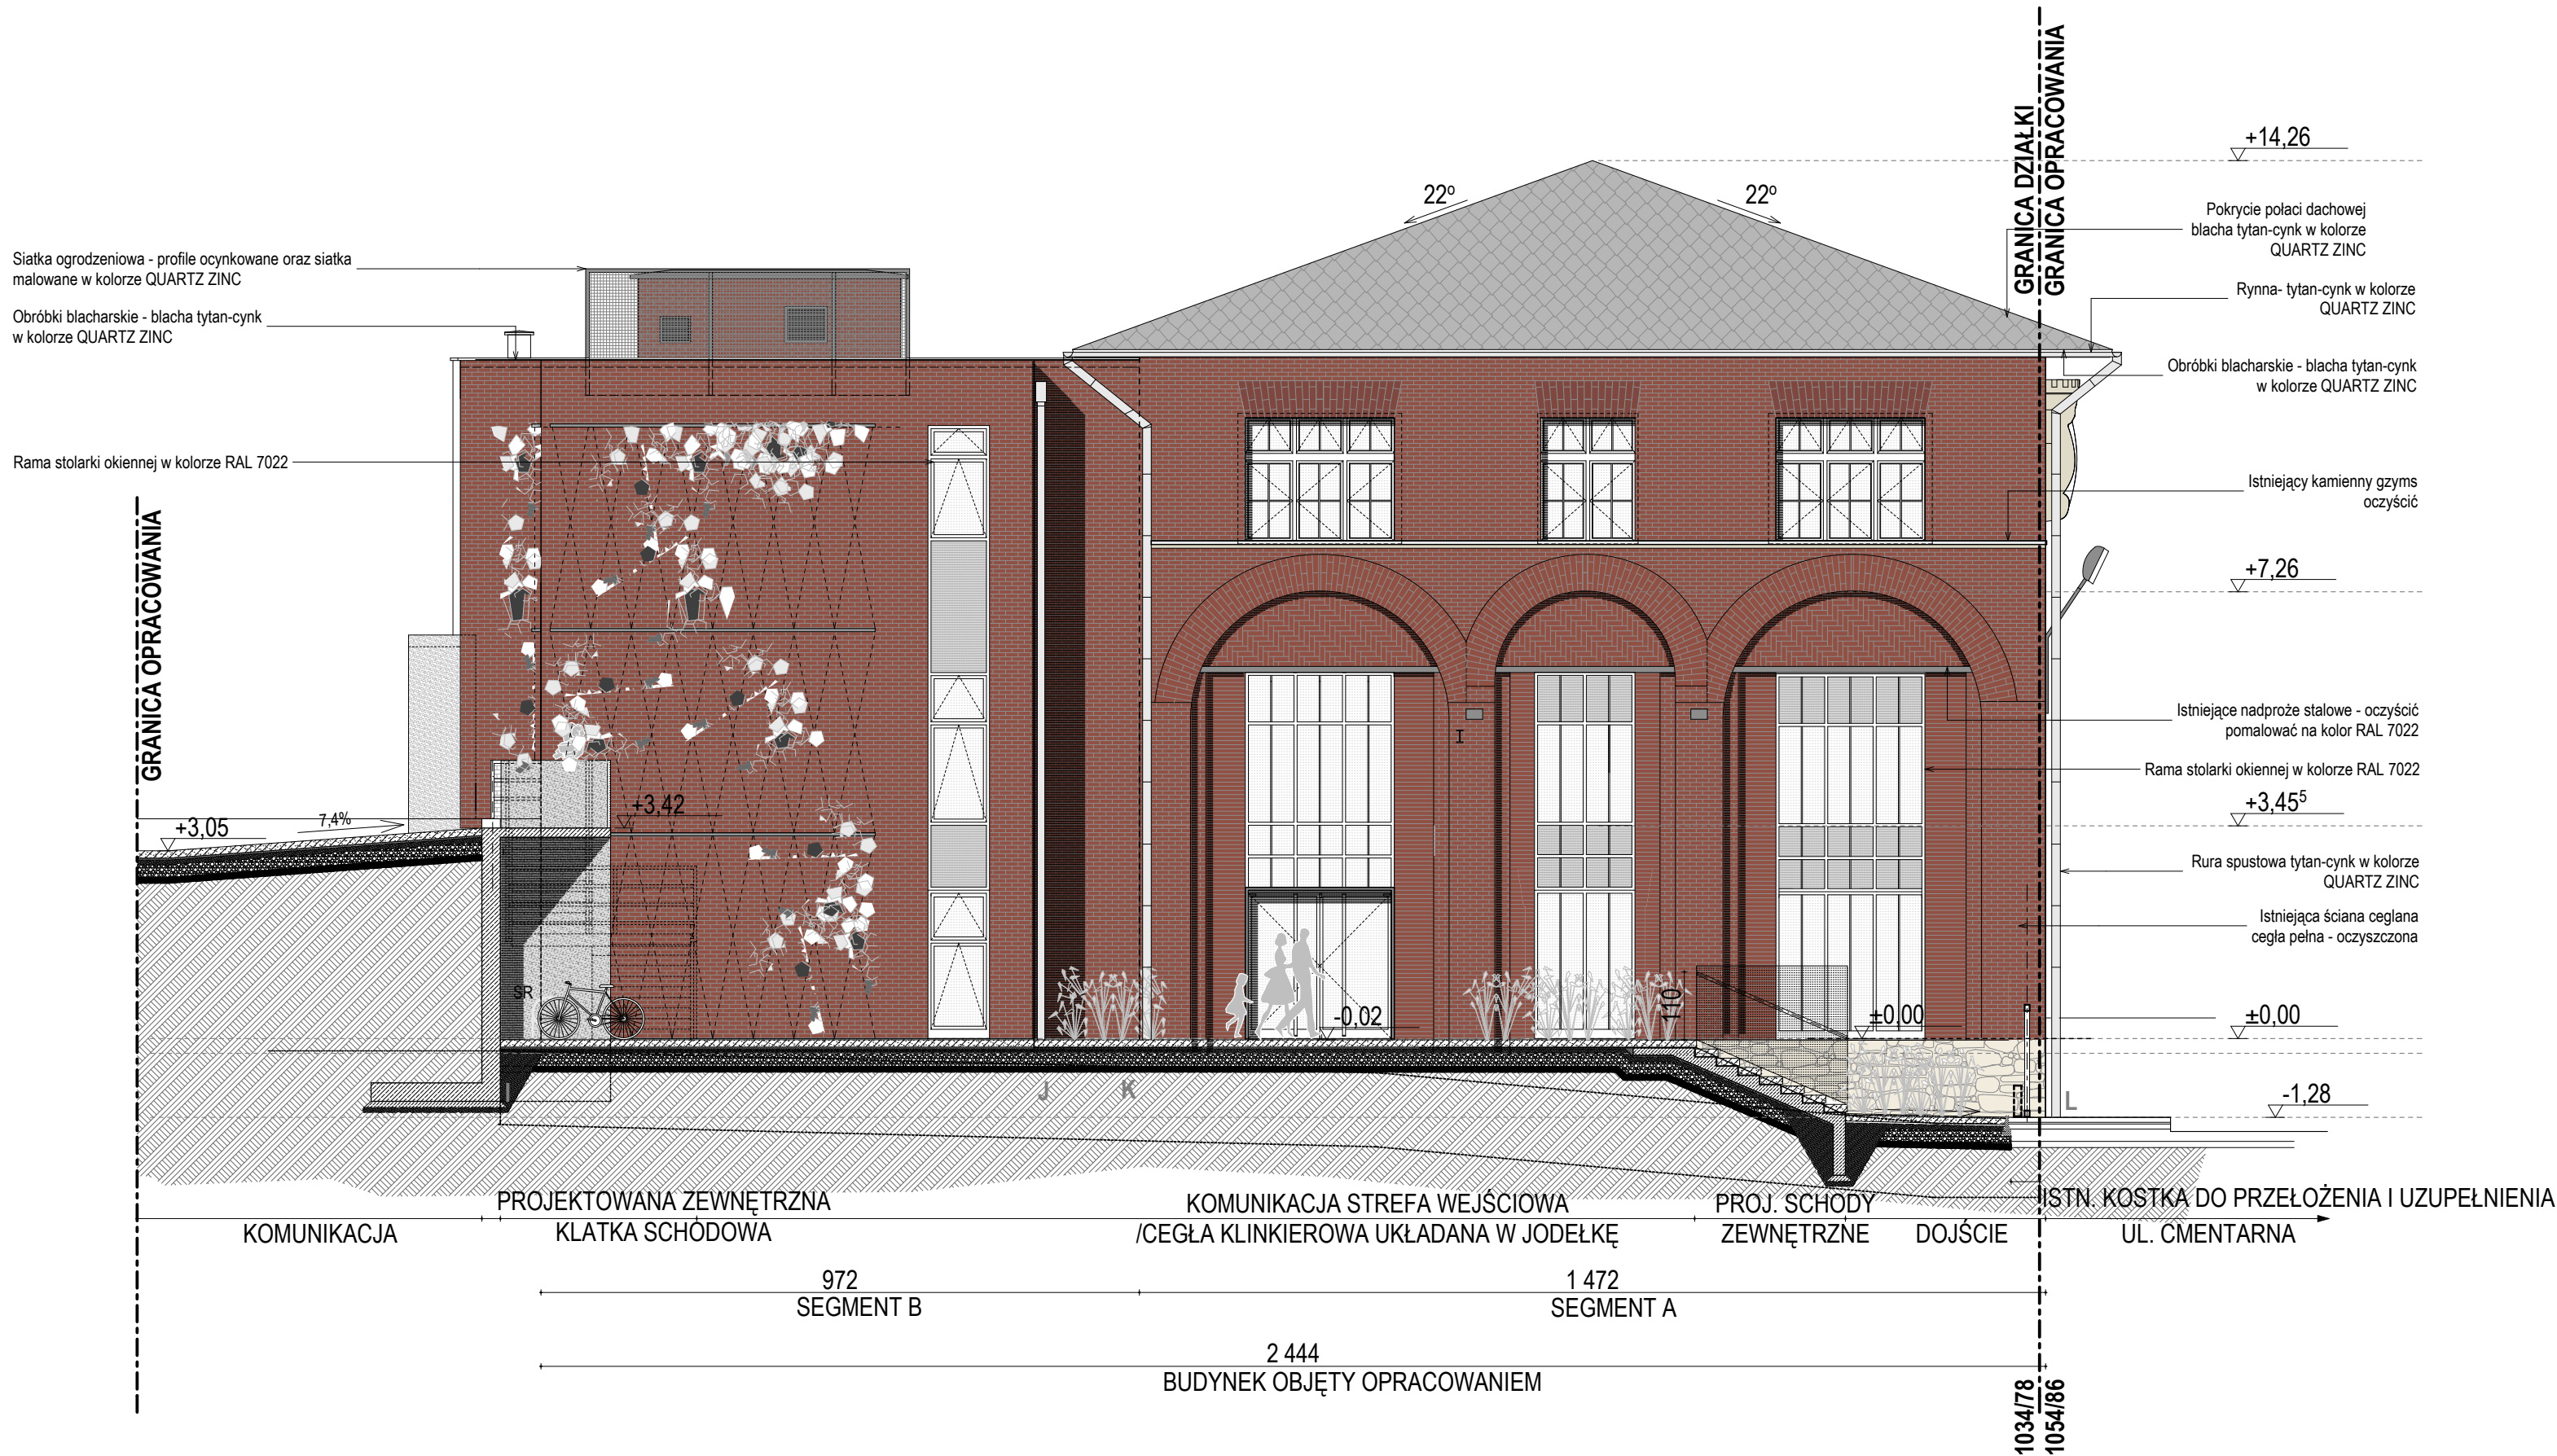 GRANICA DZIAŁKI
GRANICA OPRACOWANIA
+14,26
22º
22º
Pokrycie połaci dachowej
blacha tytan-cynk w kolorze
QUARTZ ZINC
Siatka ogrodzeniowa - profile ocynkowane oraz siatka
malowane w kolorze QUARTZ ZINC
Rynna- tytan-cynk w kolorze
QUARTZ ZINC
Obróbki blacharskie - blacha tytan-cynk
w kolorze QUARTZ ZINC
Obróbki blacharskie - blacha tytan-cynk
w kolorze QUARTZ ZINC
Rama stolarki okiennej w kolorze RAL 7022
Istniejący kamienny gzyms
oczyścić
GRANICA OPRACOWANIA
+7,26
Istniejące nadproże stalowe - oczyścić
pomalować na kolor RAL 7022
I
Rama stolarki okiennej w kolorze RAL 7022
+3,45⁵
+3,42
7,4%
+3,05
Rura spustowa tytan-cynk w kolorze
QUARTZ ZINC
Istniejąca ściana ceglana
cegła pełna - oczyszczona
SR
110
-0,02
±0,00
±0,00
I
J
K
L
-1,28
PROJEKTOWANA ZEWNĘTRZNA
KLATKA SCHODOWA
KOMUNIKACJA
KOMUNIKACJA STREFA WEJŚCIOWA
/CEGŁA KLINKIEROWA UKŁADANA W JODEŁKĘ
PROJ. SCHODY
ZEWNĘTRZNE
DOJŚCIE
ISTN. KOSTKA DO PRZEŁOŻENIA I UZUPEŁNIENIA
UL. CMENTARNA
972
SEGMENT B
1 472
SEGMENT A
2 444
BUDYNEK OBJĘTY OPRACOWANIEM
1034/78
1054/86